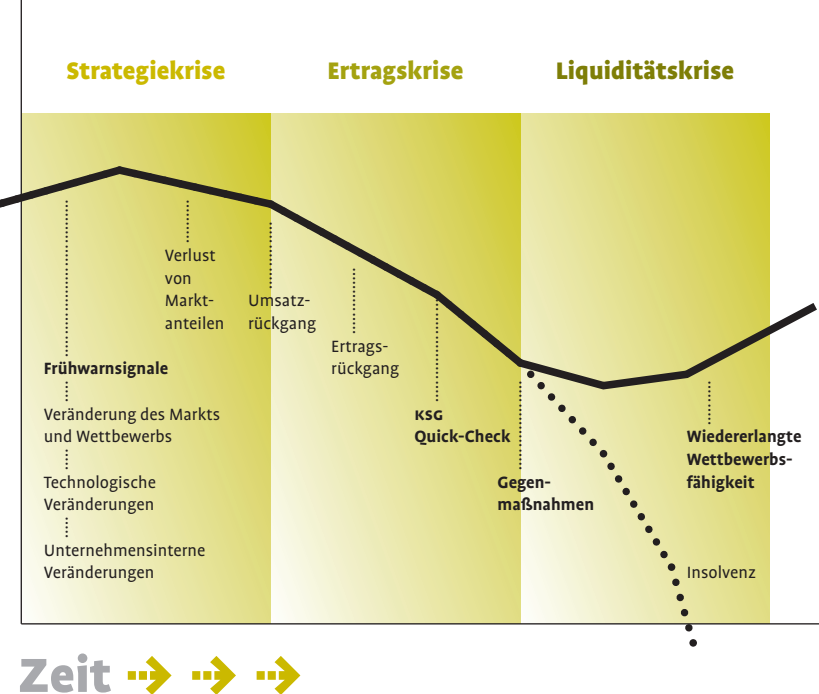 Strategiekrise
Ertragskrise
Liquiditätskrise
Verlust
von
Markt-
anteilen
Umsatz-
rückgang
Ertrags-
rückgang
Frühwarnsignale
Veränderung des Markts
und Wettbewerbs
Technologische
Veränderungen
Unternehmensinterne
Veränderungen
KSG
Quick-Check
Gegen-
maßnahmen
Wiedererlangte
Wettbewerbs-
fähigkeit
Insolvenz
Zeit